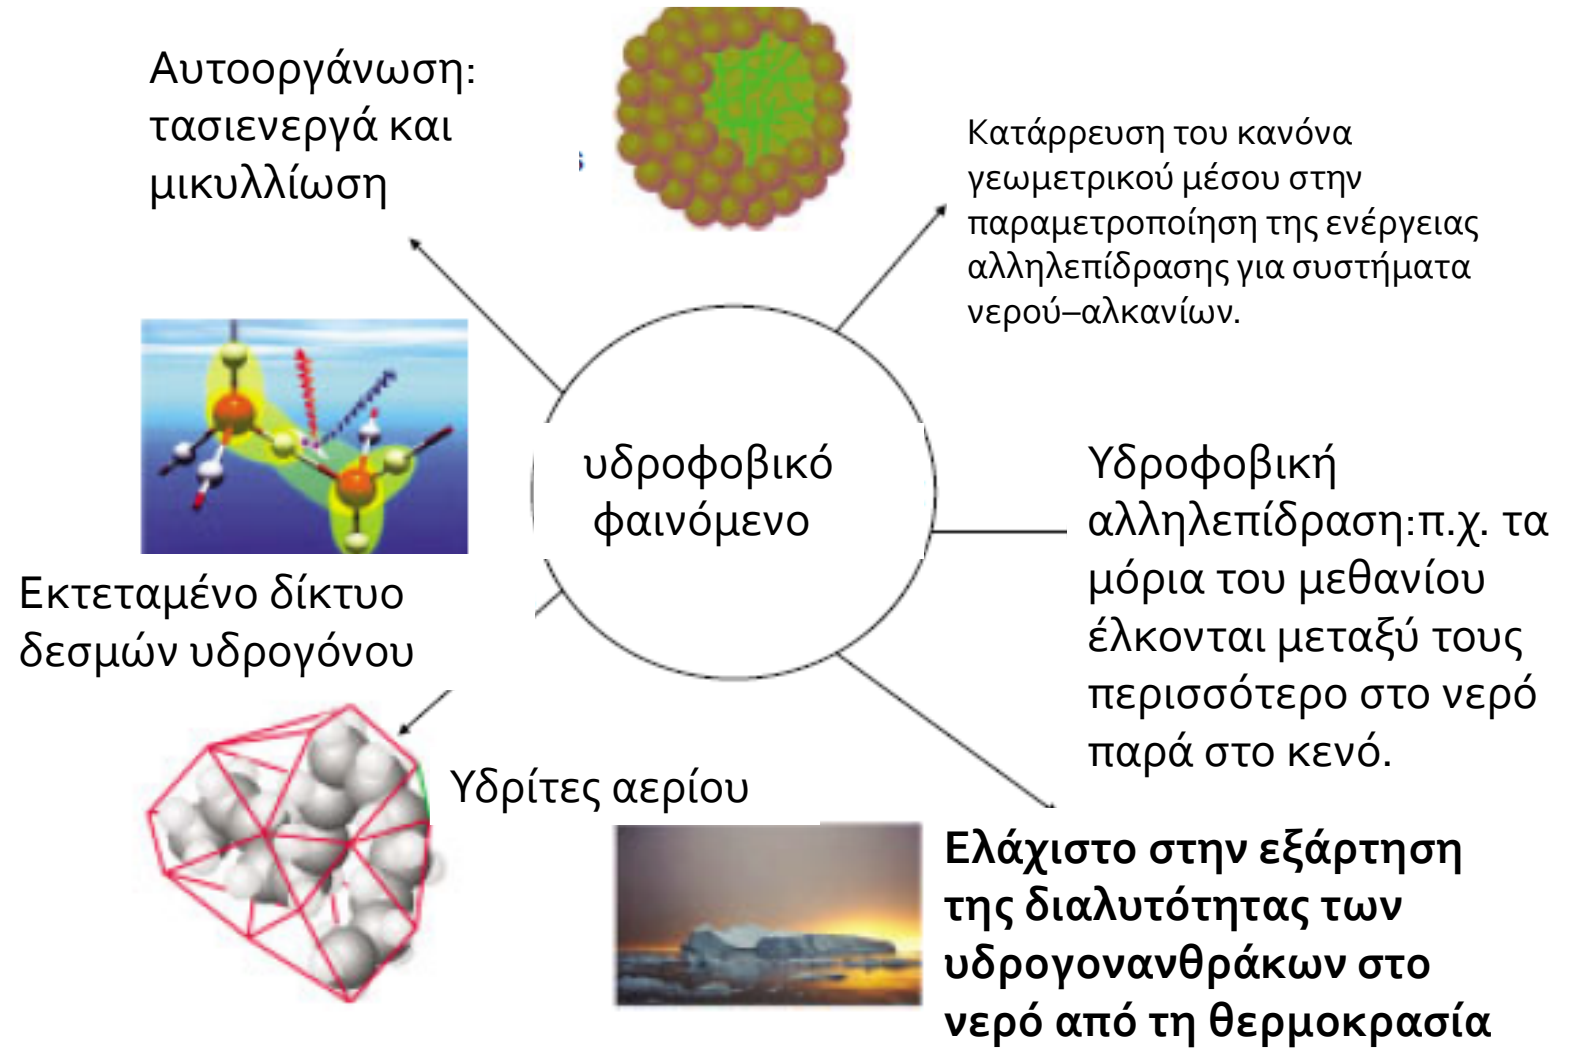 Αυτοοργάνωση:
τασιενεργά και
μικυλλίωση
Κατάρρευση του κανόνα
γεωμετρικού μέσου στην
παραμετροποίηση της ενέργειας
αλληλεπίδρασης για συστήματα
νερού–αλκανίων.
υδροφοβικό
φαινόμενο
Υδροφοβική
αλληλεπίδραση:π.χ. τα
μόρια του μεθανίου
έλκονται μεταξύ τους
περισσότερο στο νερό
παρά στο κενό.
Εκτεταμένο δίκτυο
δεσμών υδρογόνου
Υδρίτες αερίου
Ελάχιστο στην εξάρτηση
της διαλυτότητας των
υδρογονανθράκων στο
νερό από τη θερμοκρασία